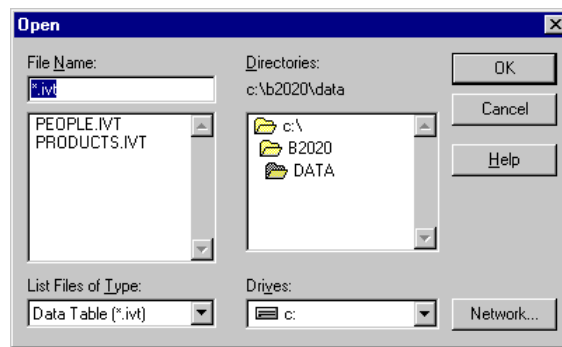 Open
File Name:
*.ivt
PEOPLE.IVT
PRODUCTS.IVT
List Files of Type:
Data Table (*.ivt)
Directories:
c:\b2020\data
c:\
B2020
DATA
Drives:
c:
OK
Cancel
Help
Network...